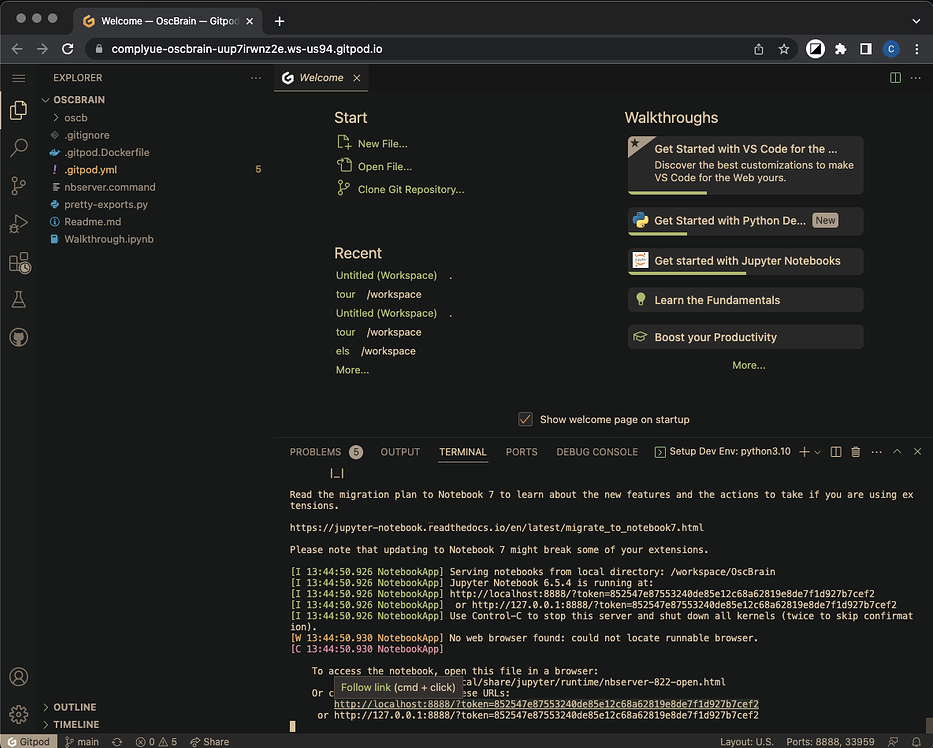 Welcome — OscBrain — Gitpod
complyue-oscbrain-uup7irwnz2e.ws-us94.gitpod.io
C
EXPLORER
OSCBRAIN
oscb
.gitignore
.gitpod.Dockerfile
! .gitpod.yml 5
nbserver.command
pretty-exports.py
Readme.md
Walkthrough.ipynb
OUTLINE
TIMELINE
Welcome
Start
New File...
Open File...
Clone Git Repository...
Recent
Untitled (Workspace) .
tour /workspace
Untitled (Workspace) .
tour /workspace
els /workspace
More...
Walkthroughs
Get Started with VS Code for the ...
Discover the best customizations to make
VS Code for the Web yours.
Get Started with Python De... New
Get started with Jupyter Notebooks
Learn the Fundamentals
Boost your Productivity
More...
Show welcome page on startup
PROBLEMS 5 OUTPUT TERMINAL PORTS DEBUG CONSOLE Setup Dev Env: python3.10
|_|
Read the migration plan to Notebook 7 to learn about the new features and the actions to take if you are using ex
tensions.
https://jupyter-notebook.readthedocs.io/en/latest/migrate_to_notebook7.html
Please note that updating to Notebook 7 might break some of your extensions.
[I 13:44:50.926 NotebookApp] Serving notebooks from local directory: /workspace/OscBrain
[I 13:44:50.926 NotebookApp] Jupyter Notebook 6.5.4 is running at:
[I 13:44:50.926 NotebookApp] http://localhost:8888/?token=852547e87553240de85e12c68a62819e8de7f1d927b7cef2
[I 13:44:50.926 NotebookApp]  or http://127.0.0.1:8888/?token=852547e87553240de85e12c68a62819e8de7f1d927b7cef2
[I 13:44:50.926 NotebookApp] Use Control-C to stop this server and shut down all kernels (twice to skip confirmat
ion).
[W 13:44:50.930 NotebookApp] No web browser found: could not locate runnable browser.
[C 13:44:50.930 NotebookApp]
To access the notebook, open this file in a browser:
cal/share/jupyter/runtime/nbserver-822-open.html
Follow link (cmd + click)
Or c ese URLs:
http://localhost:8888/?token=852547e87553240de85e12c68a62819e8de7f1d927b7cef2
or http://127.0.0.1:8888/?token=852547e87553240de85e12c68a62819e8de7f1d927b7cef2
Gitpod main 0 5 Share Layout: U.S. Ports: 8888, 33959